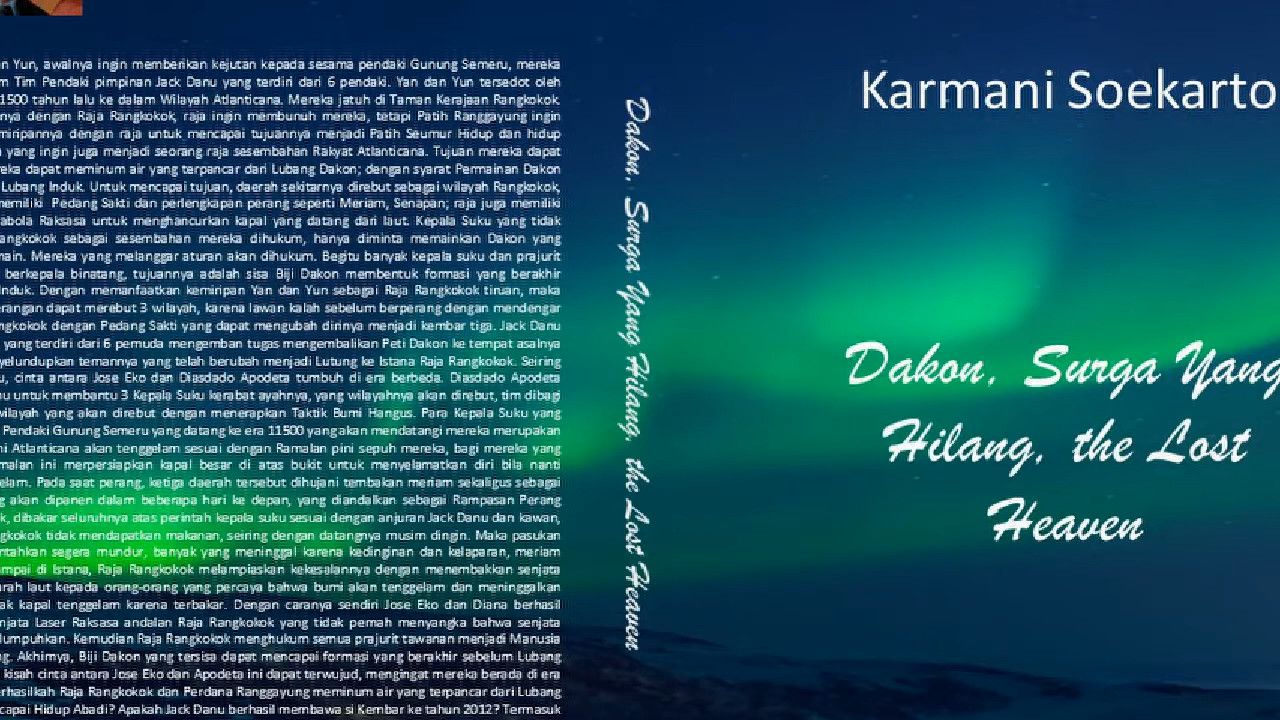 n Yun, awalnya ingin memberikan kejutan kepada sesama pendaki Gunung Semeru, mereka
m Tim Pendaki pimpinan Jack Danu yang terdiri dari 6 pendaki. Yan dan Yun tersedot oleh
11500 tahun lalu ke dalam Wilayah Atlanticana. Mereka jatuh di Taman Kerajaan Rangkokok.
nya dengan Raja Rangkokok, raja ingin membunuh mereka, tetapi Patih Ranggayung ingin
miripannya dengan raja untuk mencapai tujuannya menjadi Patih Seumur Hidup dan hidup
yang ingin juga menjadi seorang raja sesembahan Rakyat Atlanticana. Tujuan mereka dapat
eka dapat meminum air yang terpancar dari Lubang Dakon; dengan syarat Permainan Dakon
Lubang Induk. Untuk mencapai tujuan, daerah sekitarnya direbut sebagai wilayah Rangkokok,
memiliki Pedang Sakti dan perlengkapan perang seperti Meriam, Senapan; raja juga memiliki
abola Raksasa untuk menghancurkan kapal yang datang dari laut. Kepala Suku yang tidak
angkokok sebagai sesembahan mereka dihukum, hanya diminta memainkan Dakon yang
main. Mereka yang melanggar aturan akan dihukum. Begitu banyak kepala suku dan prajurit
berkepala binatang, tujuannya adalah sisa Biji Dakon membentuk formasi yang berakhir
Induk. Dengan memanfaatkan kemiripan Yan dan Yun sebagai Raja Rangkokok tiruan, maka
erangan dapat merebut 3 wilayah, karena lawan kalah sebelum berperang dengan mendengar
ngkokok dengan Pedang Sakti yang dapat mengubah dirinya menjadi kembar tiga. Jack Danu
yang terdiri dari 6 pemuda mengemban tugas mengembalikan Peti Dakon ke tempat asalnya
yelundupkan temannya yang telah berubah menjadi Lutung ke Istana Raja Rangkokok. Seiring
u, cinta antara Jose Eko dan Diasdado Apodeta tumbuh di era berbeda. Diasdado Apodeta
nu untuk membantu 3 Kepala Suku kerabat ayahnya, yang wilayahnya akan direbut, tim dibagi
wilayah yang akan direbut dengan menerapkan Taktik Bumi Hangus. Para Kepala Suku yang
Pendaki Gunung Semeru yang datang ke era 11500 yang akan mendatangi mereka merupakan
ni Atlanticana akan tenggelam sesuai dengan Ramalan pini sepuh mereka, bagi mereka yang
malan ini mempersiapkan kapal besar di atas bukit untuk menyelamatkan diri bila nanti
elam. Pada saat perang, ketiga daerah tersebut dihujani tembakan meriam sekaligus sebagai
g akan dipanen dalam beberapa hari ke depan, yang diandalkan sebagai Rampasan Perang
k, dibakar seluruhnya atas perintah kepala suku sesuai dengan anjuran Jack Danu dan kawan,
gkokok tidak mendapatkan makanan, seiring dengan datangnya musim dingin. Maka pasukan
ntahkan segera mundur, banyak yang meninggal karena kedinginan dan kelaparan, meriam
mpai di Istana, Raja Rangkokok melampiaskan kekesalannya dengan menembakkan senjata
arah laut kepada orang-orang yang percaya bahwa bumi akan tenggelam dan meninggalkan
ak kapal tenggelam karena terbakar. Dengan caranya sendiri Jose Eko dan Diana berhasil
njata Laser Raksasa andalan Raja Rangkokok yang tidak pernah menyangka bahwa senjata
lumpuhkan. Kemudian Raja Rangkokok menghukum semua prajurit tawanan menjadi Manusia
ng. Akhirnya, Biji Dakon yang tersisa dapat mencapai formasi yang berakhir sebelum Lubang
kisah cinta antara Jose Eko dan Apodeta ini dapat terwujud, mengingat mereka berada di era
erhasilkah Raja Rangkokok dan Perdana Ranggayung meminum air yang terpancar dari Lubang
capai Hidup Abadi? Apakah Jack Danu berhasil membawa si Kembar ke tahun 2012? Termasuk
Dakon, Surga Yang Hilang, the Lost Heaven
Karmani Soekarto
Dakon, Surga Yang
Hilang, the Lost
Heaven